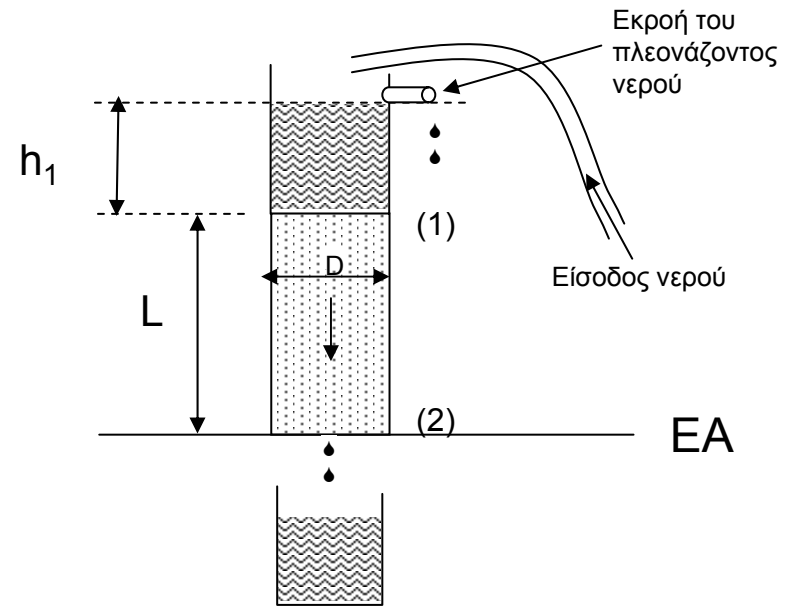 Εκροή του
πλεονάζοντος
νερού
h₁
(1)
D
Είσοδος νερού
L
(2)
ΕΑ